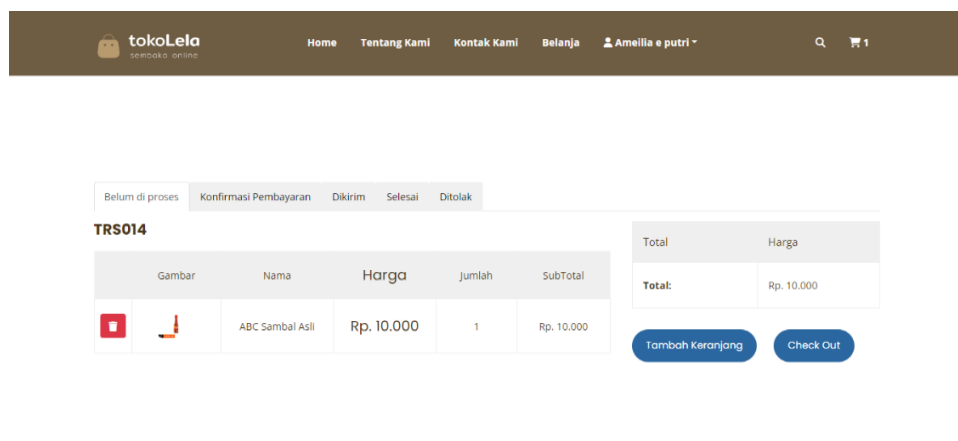 tokoLela
sembako online
Home Tentang Kami Kontak Kami Belanja Ameilia e putri 1
Belum di proses Konfirmasi Pembayaran Dikirim Selesai Ditolak
TRS014
Total Harga
Gambar Nama Harga Jumlah SubTotal
Total: Rp. 10.000
ABC Sambal Asli Rp. 10.000 1 Rp. 10.000
Tambah Keranjang Check Out